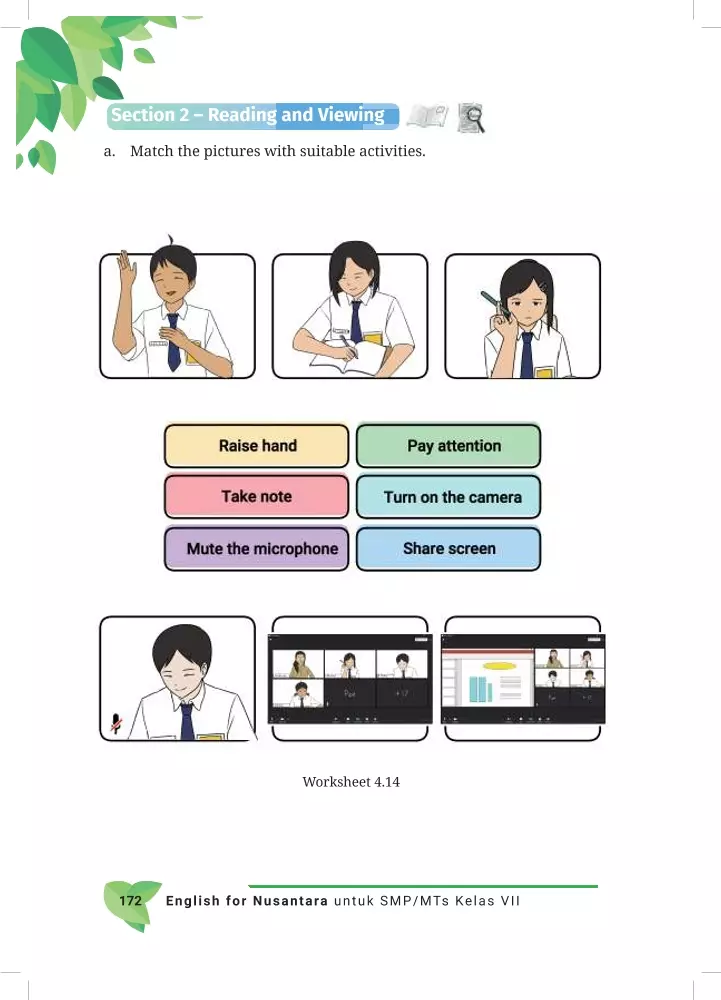 Section 2 – Reading and Viewing
a. Match the pictures with suitable activities.
Raise hand
Pay attention
Take note
Turn on the camera
Mute the microphone
Share screen
Worksheet 4.14
172 English for Nusantara untuk SMP/MTs Kelas VII